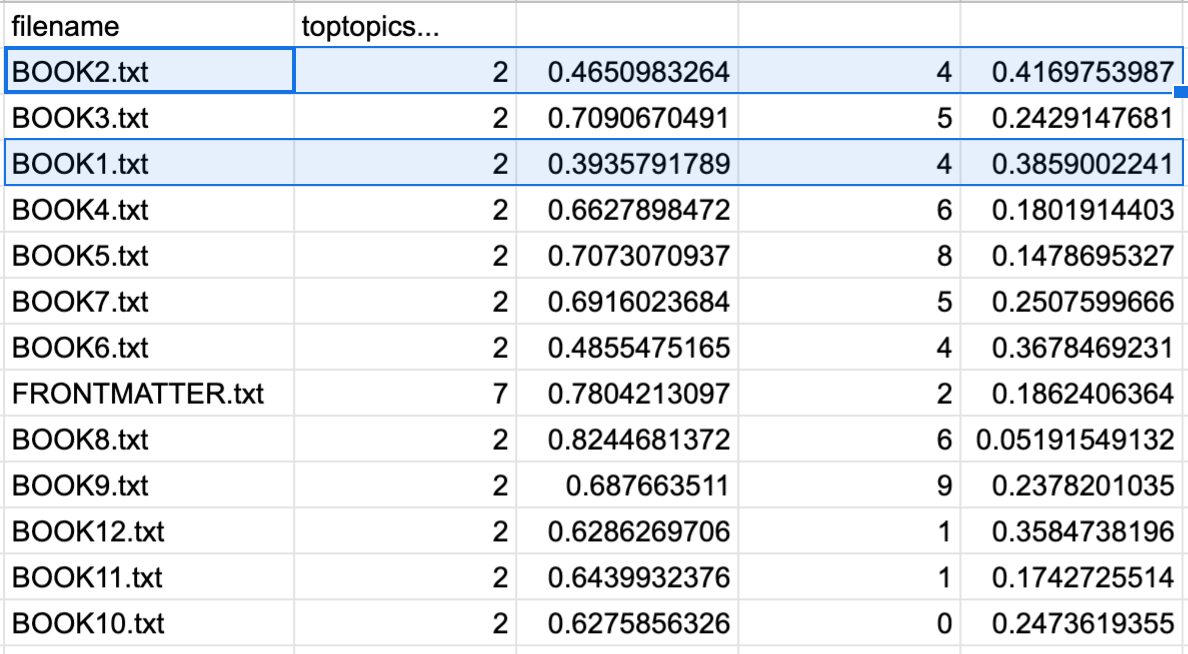 filename toptopics...
BOOK2.txt 2 0.4650983264 4 0.4169753987
BOOK3.txt 2 0.7090670491 5 0.2429147681
BOOK1.txt 2 0.3935791789 4 0.3859002241
BOOK4.txt 2 0.6627898472 6 0.1801914403
BOOK5.txt 2 0.7073070937 8 0.1478695327
BOOK7.txt 2 0.6916023684 5 0.2507599666
BOOK6.txt 2 0.4855475165 4 0.3678469231
FRONTMATTER.txt 7 0.7804213097 2 0.1862406364
BOOK8.txt 2 0.8244681372 6 0.05191549132
BOOK9.txt 2 0.687663511 9 0.2378201035
BOOK12.txt 2 0.6286269706 1 0.3584738196
BOOK11.txt 2 0.6439932376 1 0.1742725514
BOOK10.txt 2 0.6275856326 0 0.2473619355